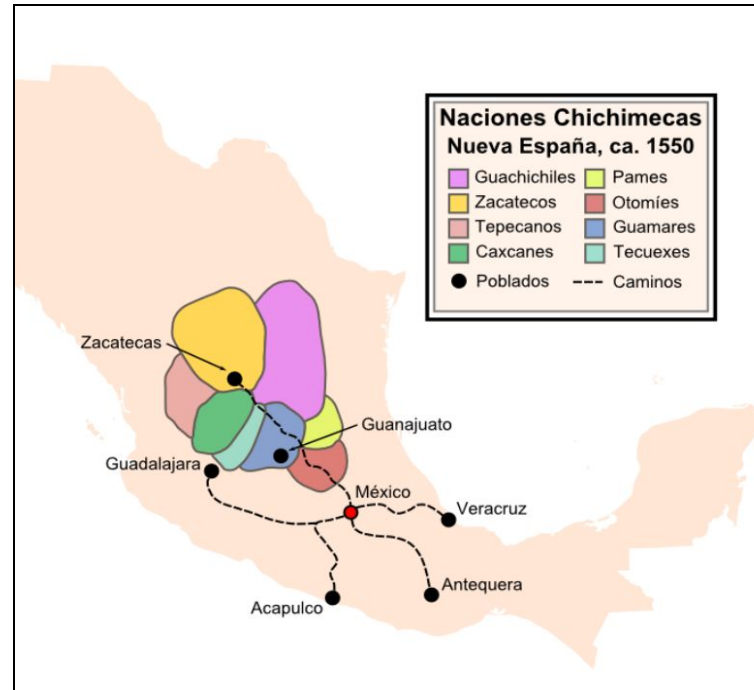 Naciones Chichimecas
Nueva España, ca. 1550
Guachichiles
Pames
Zacatecos
Otomíes
Tepecanos
Guamares
Caxcanes
Tecuexes
Poblados
Caminos
Zacatecas
Guanajuato
Guadalajara
México
Veracruz
Antequera
Acapulco